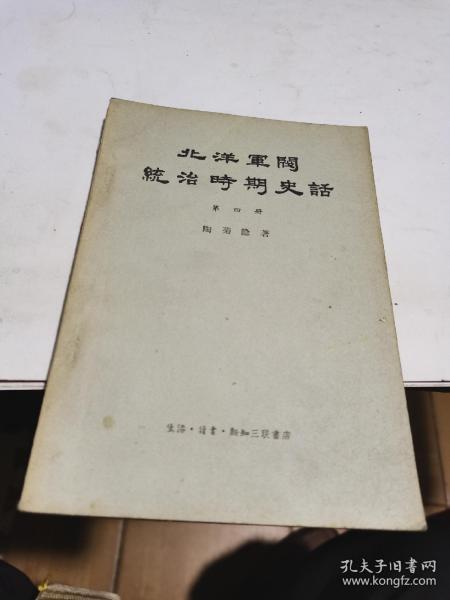 北洋軍閥
統治時期史話
第四册
陶菊隐著
生活·讀書·新知三联書店
孔夫子旧书网
www.kongfz.com